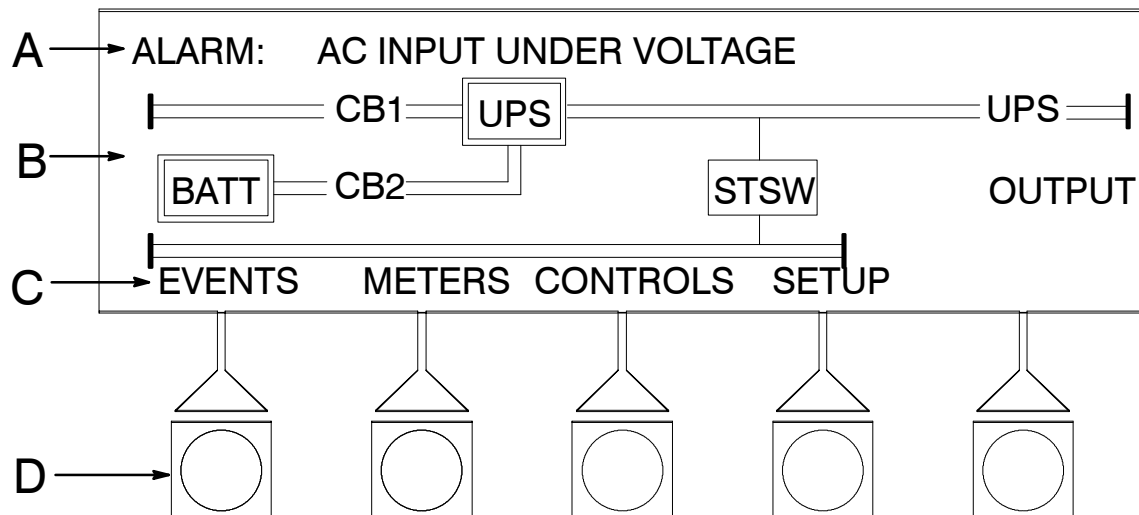 A ALARM: AC INPUT UNDER VOLTAGE
CB1 UPS UPS
B
BATT CB2 STSW OUTPUT
C EVENTS METERS CONTROLS SETUP
D